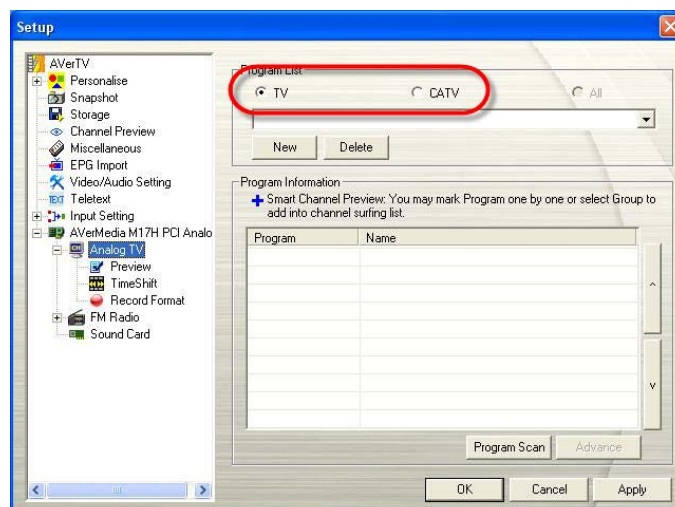 Setup
AVerTV
Personalise
Snapshot
Storage
Channel Preview
Miscellaneous
EPG Import
Video/Audio Setting
Teletext
Input Setting
AVerMedia M17H PCI Analo
Analog TV
Preview
TimeShift
Record Format
FM Radio
Sound Card
Program List
TV CATV All
New Delete
Program Information
Smart Channel Preview: You may mark Program one by one or select Group to
add into channel surfing list.
Program Name
Program Scan Advance
OK Cancel Apply